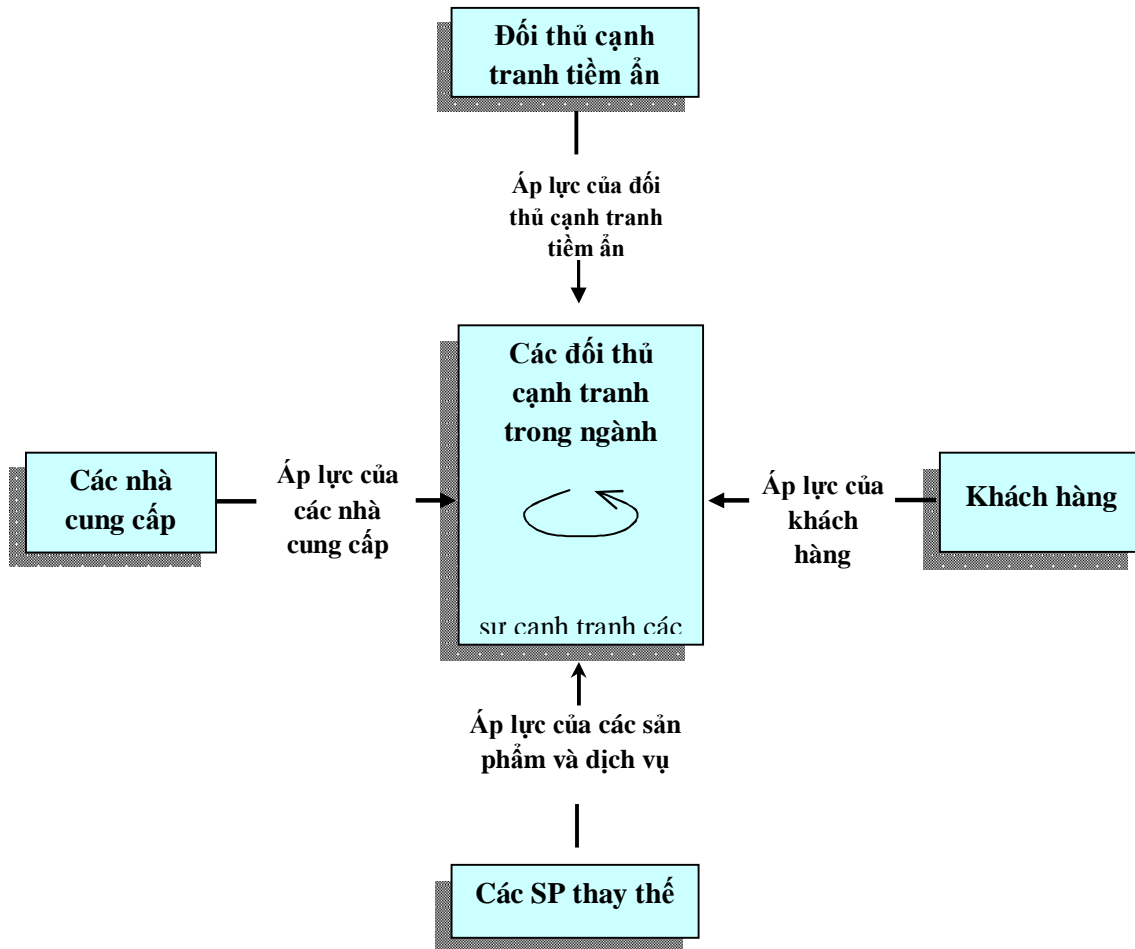 Đối thủ cạnh
tranh tiềm ẩn
Áp lực của đối
thủ cạnh tranh
tiềm ẩn
Các đối thủ
cạnh tranh
trong ngành
Các nhà
cung cấp
Áp lực của
các nhà
cung cấp
Áp lực của
khách
hàng
Khách hàng
sự cạnh tranh các
Áp lực của các sản
phẩm và dịch vụ
Các SP thay thế